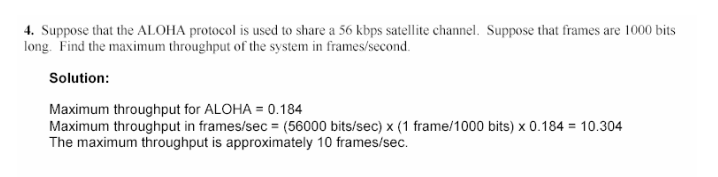 4. Suppose that the ALOHA protocol is used to share a 56 kbps satellite channel. Suppose that frames are 1000 bits
long. Find the maximum throughput of the system in frames/second.
Solution:
Maximum throughput for ALOHA = 0.184
Maximum throughput in frames/sec = (56000 bits/sec) x (1 frame/1000 bits) x 0.184 = 10.304
The maximum throughput is approximately 10 frames/sec.